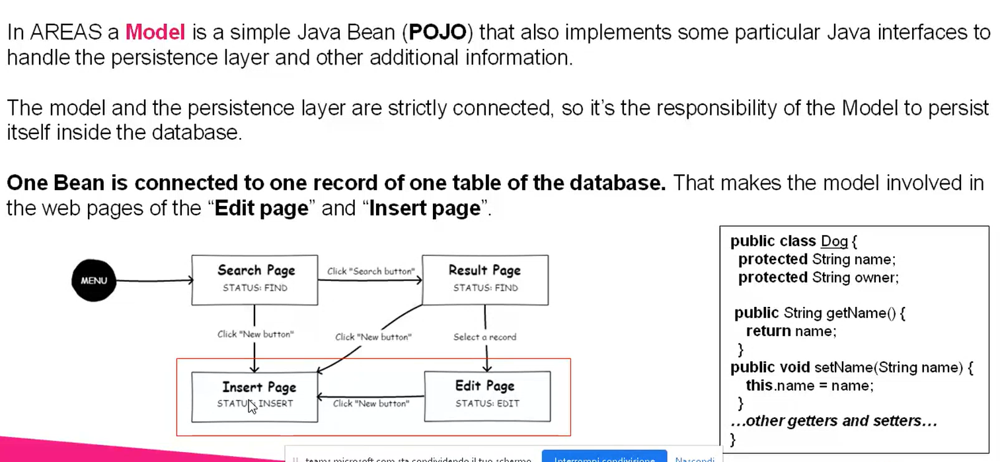 In AREAS a Model is a simple Java Bean (POJO) that also implements some particular Java interfaces to
handle the persistence layer and other additional information.
The model and the persistence layer are strictly connected, so it’s the responsibility of the Model to persist
itself inside the database.
One Bean is connected to one record of one table of the database. That makes the model involved in
the web pages of the “Edit page” and “Insert page”.
MENU
Search Page
STATUS: FIND
Click "Search button"
Result Page
STATUS: FIND
Click "New button"
Click "New button"
Select a record
Insert Page
STATUS: INSERT
Click "New button"
Edit Page
STATUS: EDIT
public class Dog {
protected String name;
protected String owner;
public String getName() {
return name;
}
public void setName(String name) {
this.name = name;
}
...other getters and setters...
}
teams.microsoft.com sta condividendo il tuo schermo.
Interrompi condivisione
Nascondi